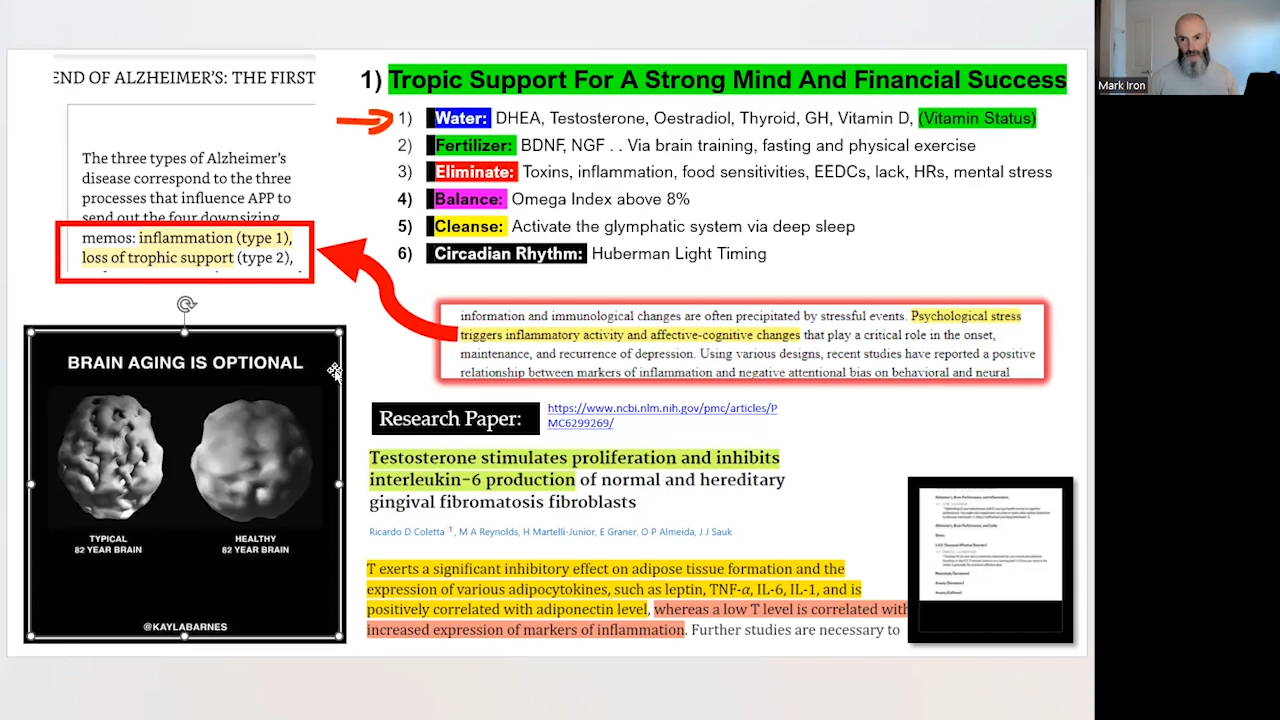 END OF ALZHEIMER'S: THE FIRST
The three types of Alzheimer's
disease correspond to the three
processes that influence APP to
send out the four downsizing
memos: inflammation (type 1),
loss of trophic support (type 2),
BRAIN AGING IS OPTIONAL
TYPICAL
82 YEAR BRAIN
HEALTHY
82 YEAR BRAIN
@KAYLABARNES
1) Tropic Support For A Strong Mind And Financial Success
1) Water: DHEA, Testosterone, Oestradiol, Thyroid, GH, Vitamin D, (Vitamin Status)
2) Fertilizer: BDNF, NGF . . Via brain training, fasting and physical exercise
3) Eliminate: Toxins, inflammation, food sensitivities, EEDCs, lack, HRs, mental stress
4) Balance: Omega Index above 8%
5) Cleanse: Activate the glymphatic system via deep sleep
6) Circadian Rhythm: Huberman Light Timing
information and immunological changes are often precipitated by stressful events. Psychological stress
triggers inflammatory activity and affective-cognitive changes that play a critical role in the onset,
maintenance, and recurrence of depression. Using various designs, recent studies have reported a positive
relationship between markers of inflammation and negative attentional bias on behavioral and neural
Research Paper:
https://www.ncbi.nlm.nih.gov/pmc/articles/P
MC6299269/
Testosterone stimulates proliferation and inhibits
interleukin-6 production of normal and hereditary
gingival fibromatosis fibroblasts
Ricardo D Coletta 1, M A Reynolds, H Martelli-Junior, E Graner, O P Almeida, J J Sauk
T exerts a significant inhibitory effect on adipose tissue formation and the
expression of various adipocytokines, such as leptin, TNF-α, IL-6, IL-1, and is
positively correlated with adiponectin level, whereas a low T level is correlated with
increased expression of markers of inflammation. Further studies are necessary to
Alzheimer's, Brain Performance, and Inflammation
Mark Iron